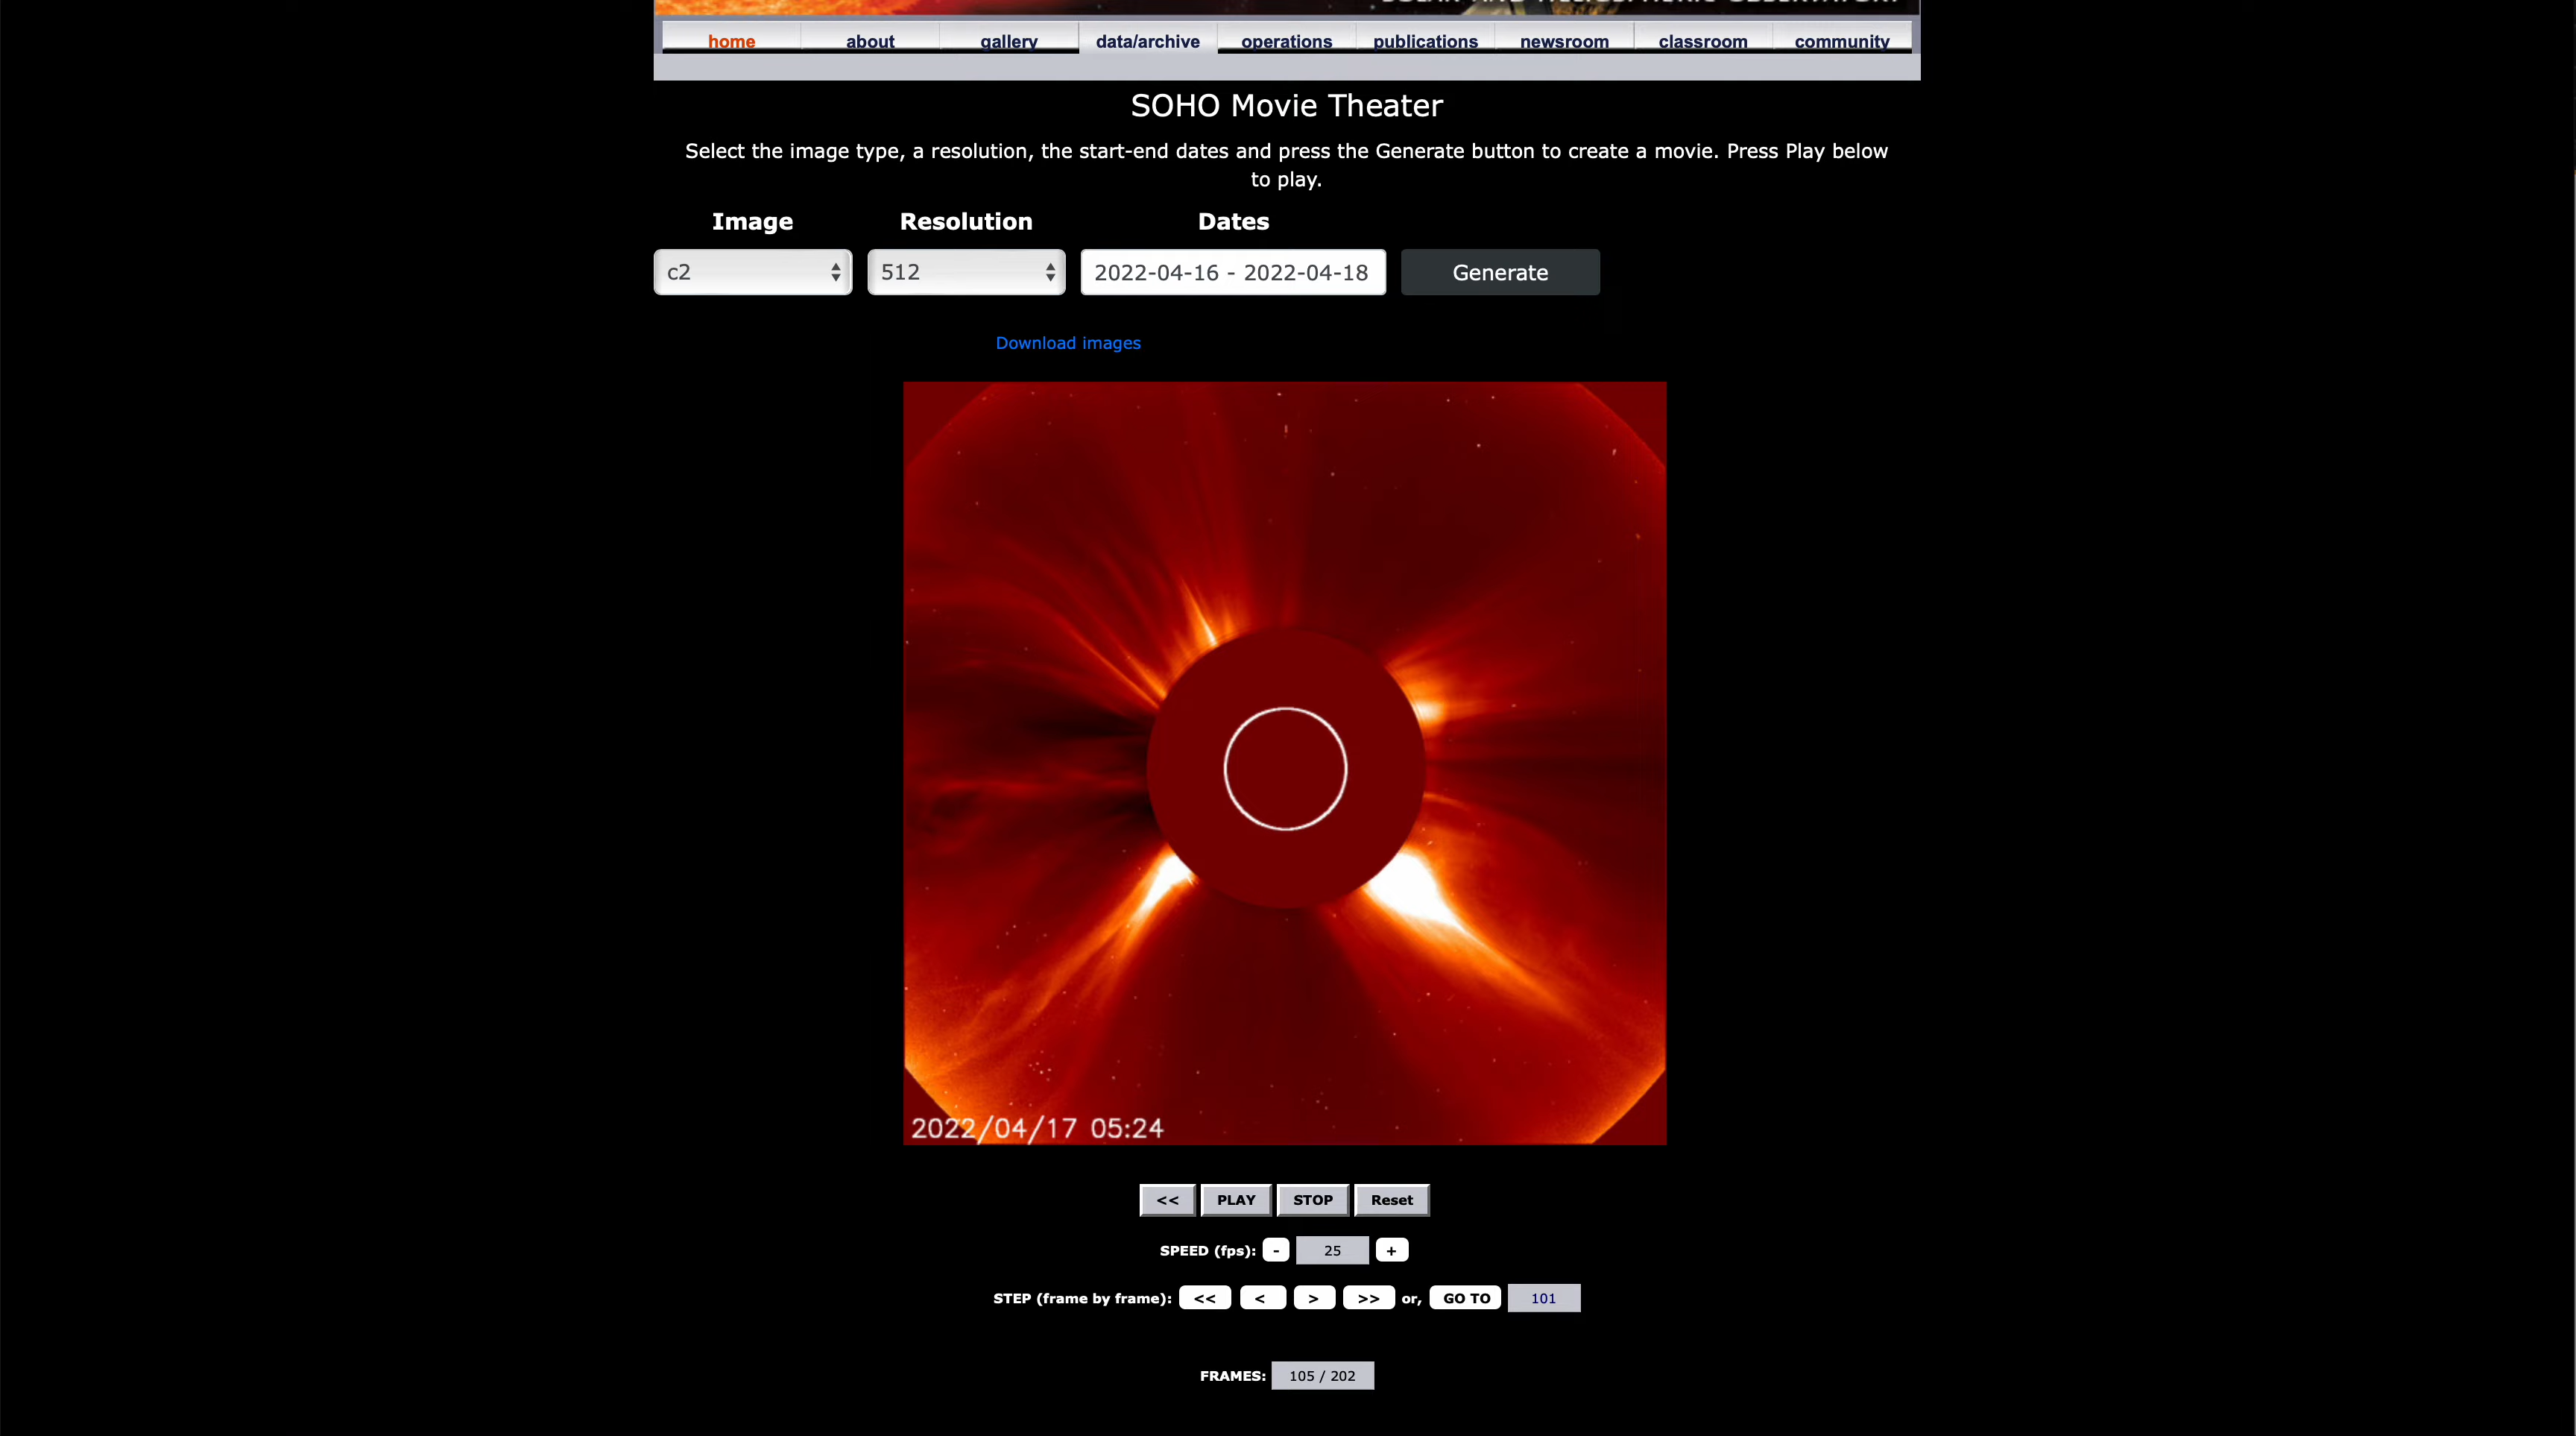 home about gallery data/archive operations publications newsroom classroom community
SOHO Movie Theater
Select the image type, a resolution, the start-end dates and press the Generate button to create a movie. Press Play below
to play.
Image Resolution Dates
c2 512 2022-04-16 - 2022-04-18 Generate
Download images
2022/04/17 05:24
<< PLAY STOP Reset
SPEED (fps): - 25 +
STEP (frame by frame): << < > >> or, GO TO 101
FRAMES: 105 / 202